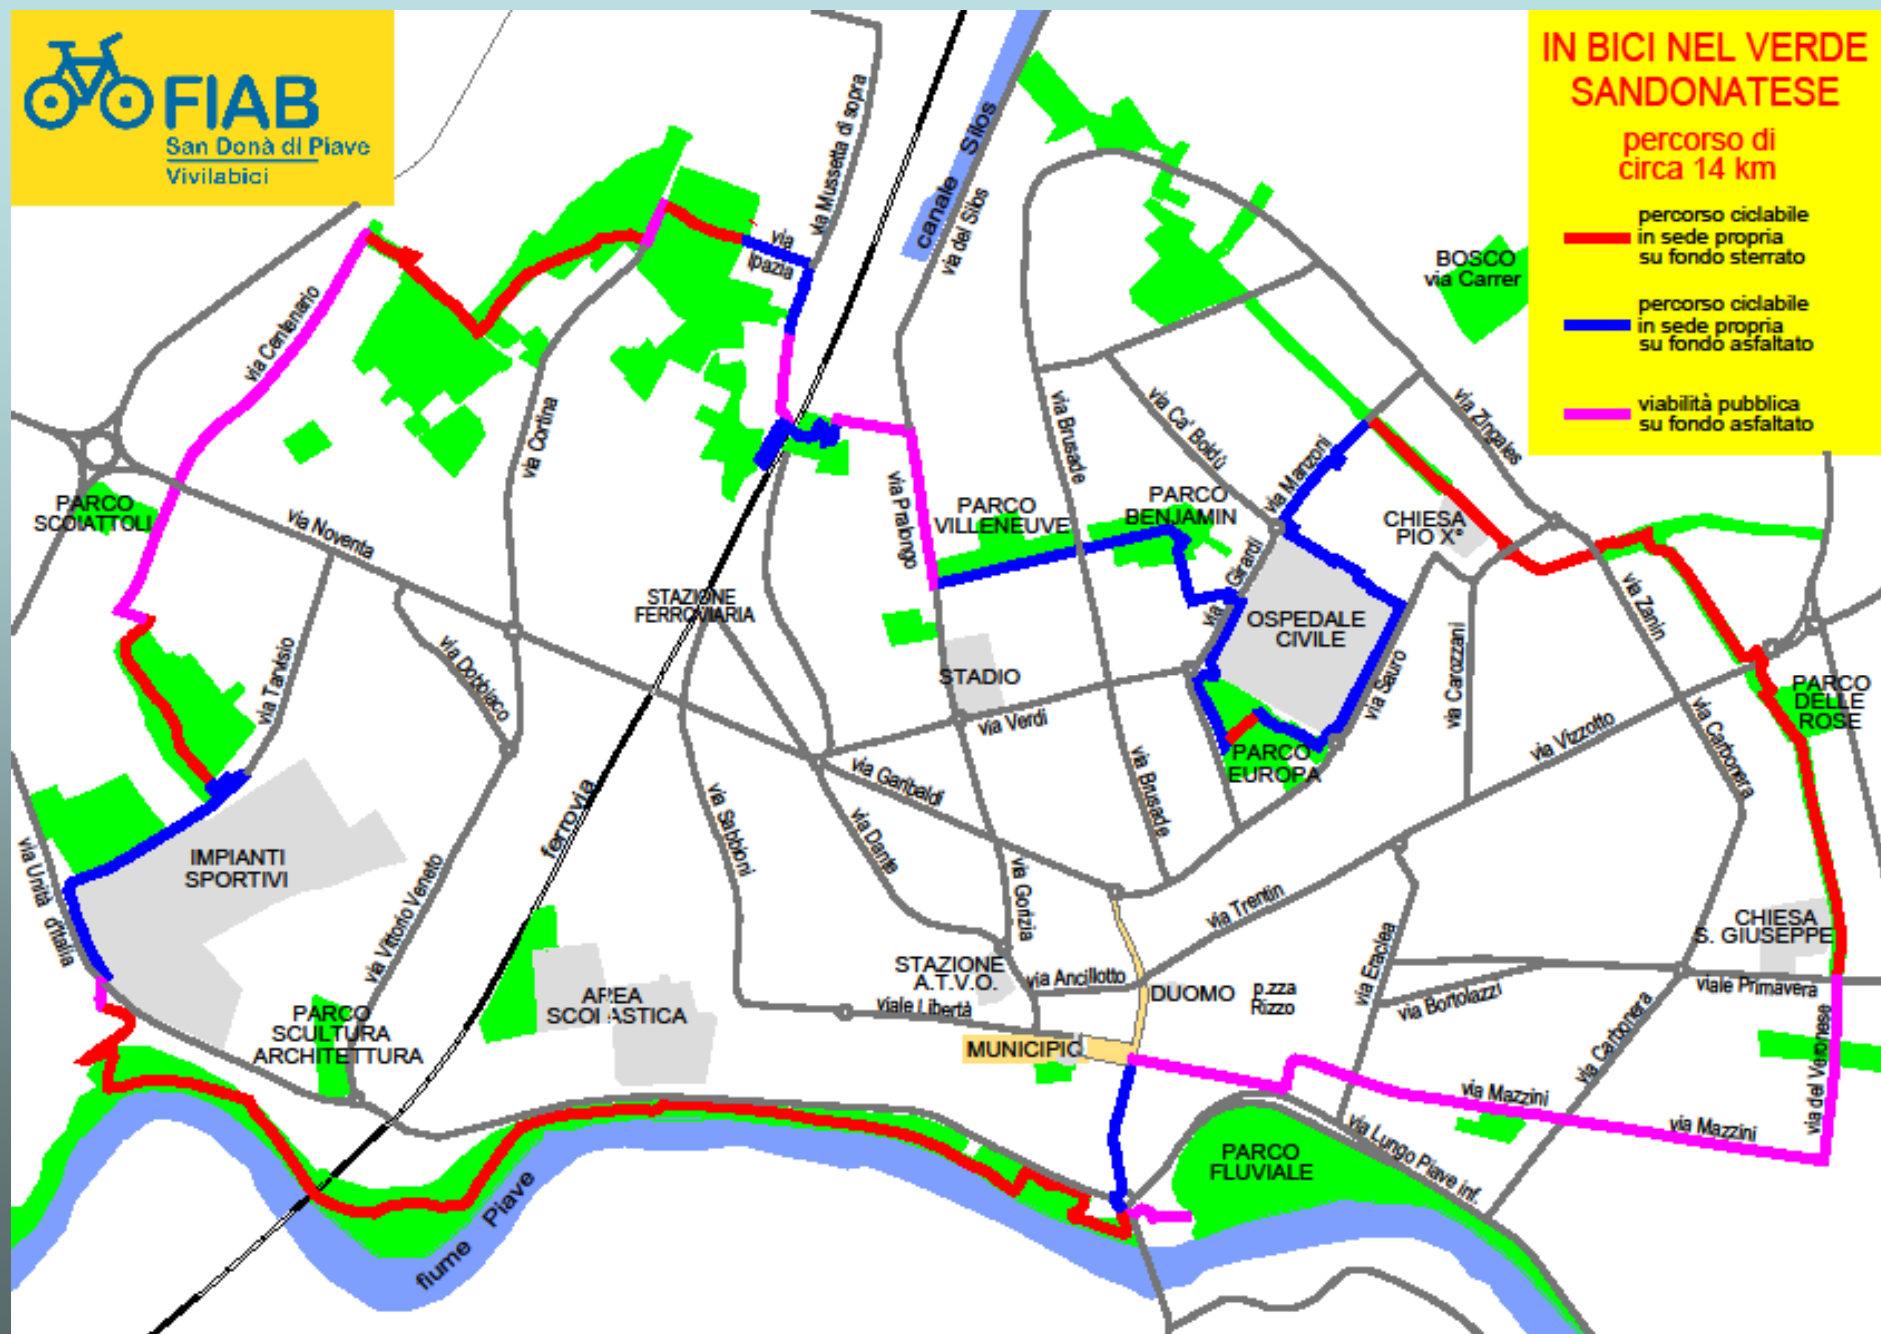 FIAB
San Donà di Piave
Vivilabici
IN BICI NEL VERDE
SANDONATESE
percorso di
circa 14 km
percorso ciclabile
in sede propria
su fondo sterrato
percorso ciclabile
in sede propria
su fondo asfaltato
viabilità pubblica
su fondo asfaltato
via Mussetta di sopra
canale Silos
via del Silos
via
Ipazia
BOSCO
via Carrer
via Centenario
via Cortina
via Brusade
via Ca' Boldù
via Zingales
via Manzoni
PARCO
SCOIATTOLI
via Noventa
via Pralongo
PARCO
VILLENEUVE
PARCO
BENJAMIN
CHIESA
PIO X°
via Girardi
STAZIONE
FERROVIARIA
OSPEDALE
CIVILE
via Zanin
via Tarvisio
via Dobbiaco
STADIO
via Verdi
via Sauro
via Carozzani
PARCO
DELLE
ROSE
via Carbonera
via Vizzotto
PARCO
EUROPA
ferrovia
via Sabbioni
via Garibaldi
via Dante
via Brusade
via Unità d'Italia
IMPIANTI
SPORTIVI
via Vittorio Veneto
via Gorizia
via Trentin
via Eraclea
CHIESA
S. GIUSEPPE
STAZIONE
A.T.V.O.
via Ancillotto
viale Libertà
DUOMO
p.zza
Rizzo
via Bortolazzi
viale Primavera
AREA
SCOLASTICA
PARCO
SCULTURA
ARCHITETTURA
MUNICIPIO
via Carbonera
via del Veronese
via Mazzini
via Mazzini
via Lungo Piave inf.
PARCO
FLUVIALE
fiume Piave